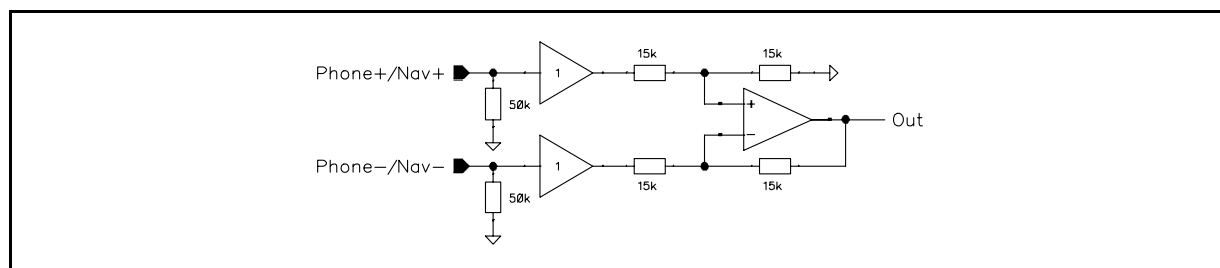 15k 15k
Phone+/Nav+ 1
50k
+
− Out
Phone−/Nav− 1
15k 15k
50k